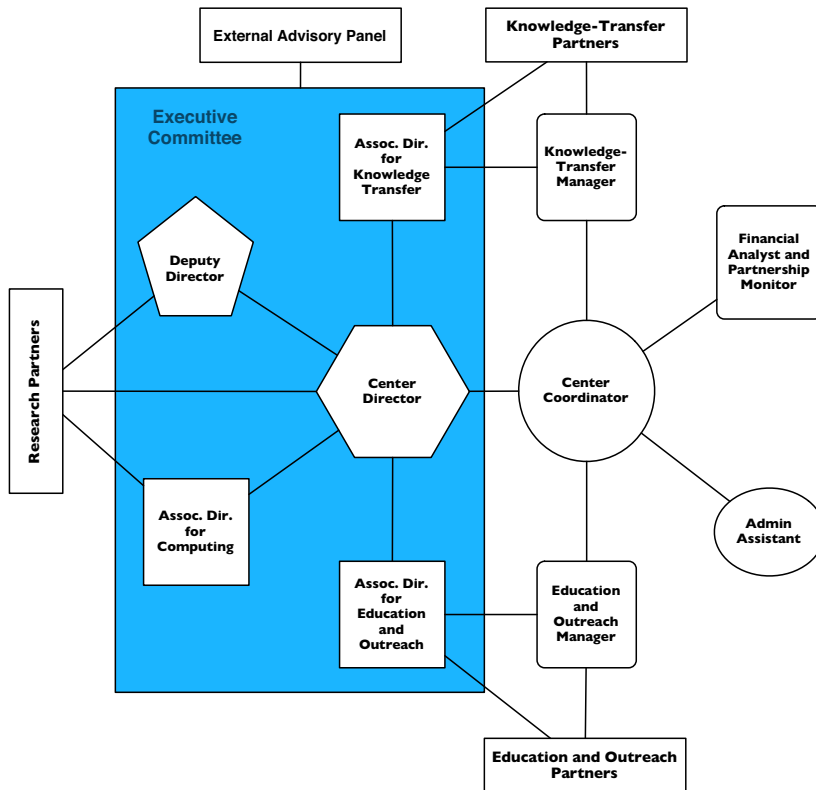 External Advisory Panel
Knowledge-Transfer
Partners
Executive
Committee
Assoc. Dir.
for
Knowledge
Transfer
Knowledge-
Transfer
Manager
Deputy
Director
Financial
Analyst and
Partnership
Monitor
Research Partners
Center
Director
Center
Coordinator
Assoc. Dir.
for
Computing
Admin
Assistant
Assoc. Dir.
for
Education
and
Outreach
Education
and
Outreach
Manager
Education and Outreach
Partners